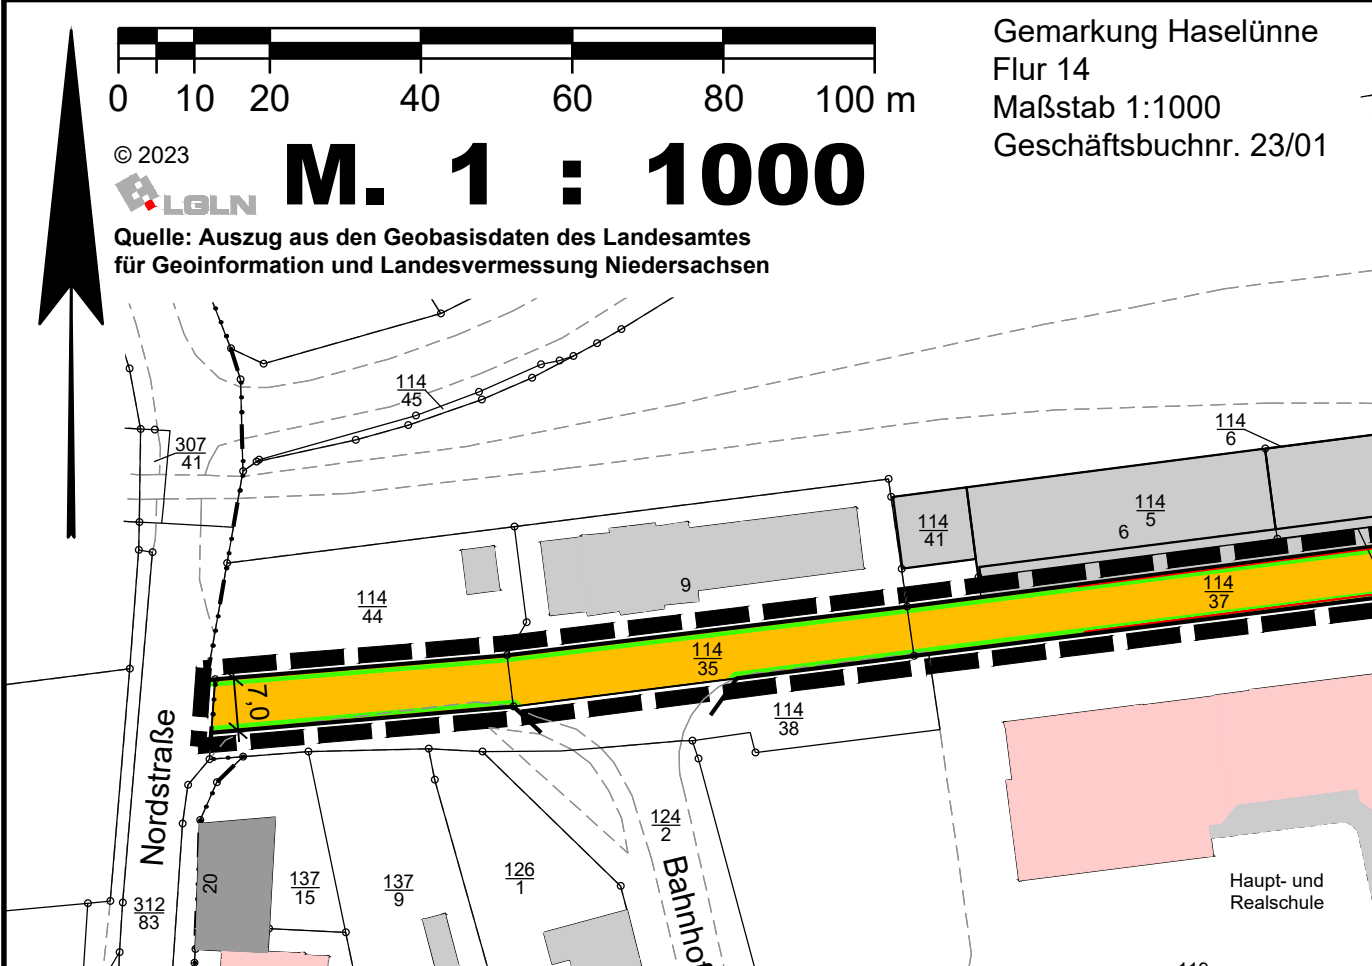 0 10 20 40 60 80 100 m
Gemarkung Haselünne
Flur 14
Maßstab 1:1000
Geschäftsbuchnr. 23/01
© 2023
LGLN
M. 1 : 1000
Quelle: Auszug aus den Geobasisdaten des Landesamtes
für Geoinformation und Landesvermessung Niedersachsen
114
45
307
41
114
6
114
5
6
114
41
9
114
44
114
37
114
35
7,0
114
38
Nordstraße
124
2
Bahnhof
20
137
15
137
9
126
1
312
83
Haupt- und
Realschule